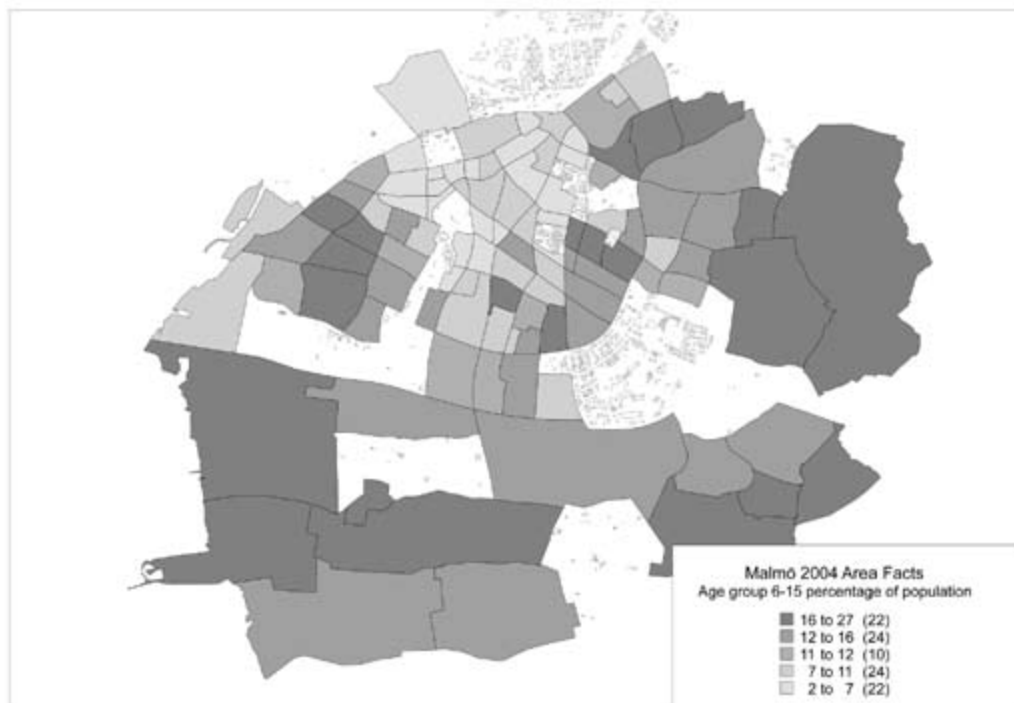 Malmö 2004 Area Facts
Age group 6-15 percentage of population
16 to 27 (22)
12 to 16 (24)
11 to 12 (10)
7 to 11 (24)
2 to 7 (22)